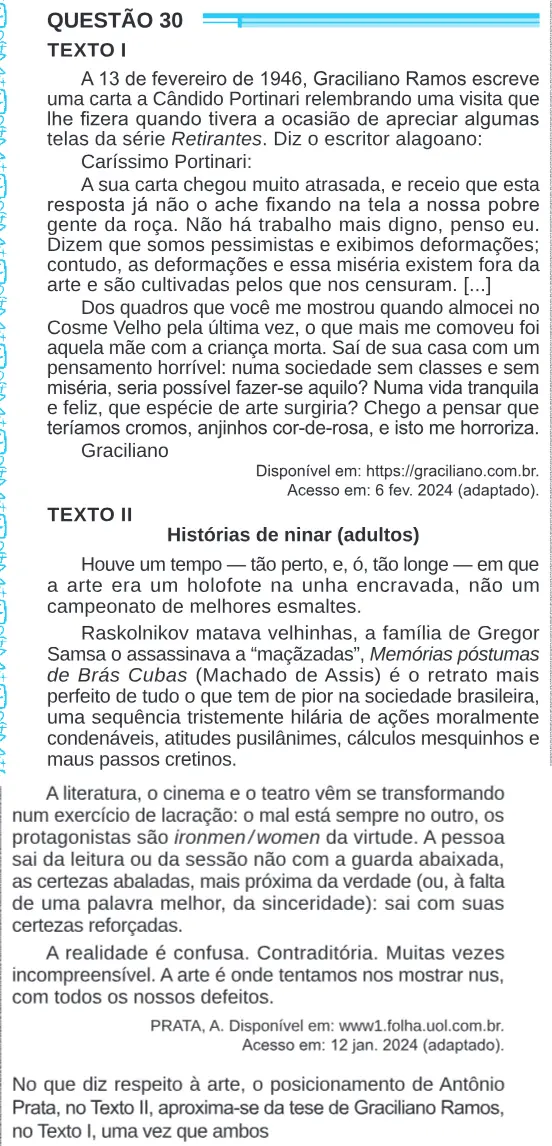 QUESTÃO 30
TEXTO I
A 13 de fevereiro de 1946, Graciliano Ramos escreve
uma carta a Cândido Portinari relembrando uma visita que
lhe fizera quando tivera a ocasião de apreciar algumas
telas da série Retirantes. Diz o escritor alagoano:
Caríssimo Portinari:
A sua carta chegou muito atrasada, e receio que esta
resposta já não o ache fixando na tela a nossa pobre
gente da roça. Não há trabalho mais digno, penso eu.
Dizem que somos pessimistas e exibimos deformações;
contudo, as deformações e essa miséria existem fora da
arte e são cultivadas pelos que nos censuram. [...]
Dos quadros que você me mostrou quando almocei no
Cosme Velho pela última vez, o que mais me comoveu foi
aquela mãe com a criança morta. Saí de sua casa com um
pensamento horrível: numa sociedade sem classes e sem
miséria, seria possível fazer-se aquilo? Numa vida tranquila
e feliz, que espécie de arte surgiria? Chego a pensar que
teríamos cromos, anjinhos cor-de-rosa, e isto me horroriza.
Graciliano
Disponível em: https://graciliano.com.br.
Acesso em: 6 fev. 2024 (adaptado).
TEXTO II
Histórias de ninar (adultos)
Houve um tempo — tão perto, e, ó, tão longe — em que
a arte era um holofote na unha encravada, não um
campeonato de melhores esmaltes.
Raskolnikov matava velhinhas, a família de Gregor
Samsa o assassinava a “maçãzadas”, Memórias póstumas
de Brás Cubas (Machado de Assis) é o retrato mais
perfeito de tudo o que tem de pior na sociedade brasileira,
uma sequência tristemente hilária de ações moralmente
condenáveis, atitudes pusilânimes, cálculos mesquinhos e
maus passos cretinos.
A literatura, o cinema e o teatro vêm se transformando
num exercício de lacração: o mal está sempre no outro, os
protagonistas são ironmen/women da virtude. A pessoa
sai da leitura ou da sessão não com a guarda abaixada,
as certezas abaladas, mais próxima da verdade (ou, à falta
de uma palavra melhor, da sinceridade): sai com suas
certezas reforçadas.
A realidade é confusa. Contraditória. Muitas vezes
incompreensível. A arte é onde tentamos nos mostrar nus,
com todos os nossos defeitos.
PRATA, A. Disponível em: www1.folha.uol.com.br.
Acesso em: 12 jan. 2024 (adaptado).
No que diz respeito à arte, o posicionamento de Antônio
Prata, no Texto II, aproxima-se da tese de Graciliano Ramos,
no Texto I, uma vez que ambos